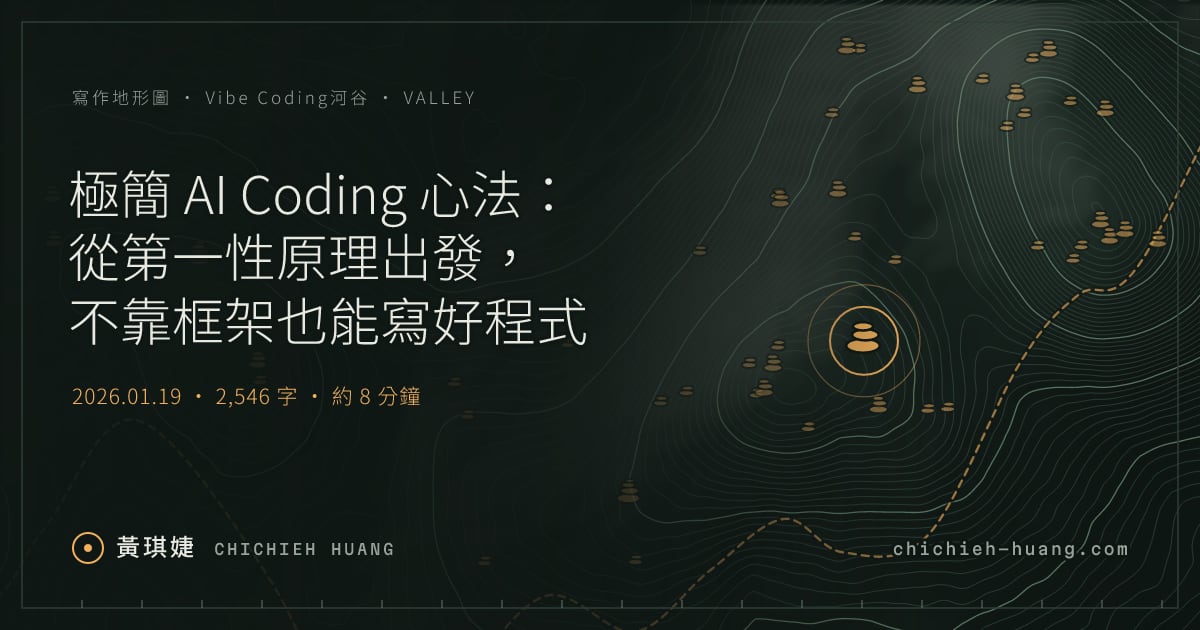 寫作地形圖 · Vibe Coding河谷 · VALLEY
極簡 AI Coding 心法：
從第一性原理出發，
不靠框架也能寫好程式
2026.01.19 · 2,546 字 · 約 8 分鐘
黃琪婕 CHICHIEH HUANG
chichieh-huang.com